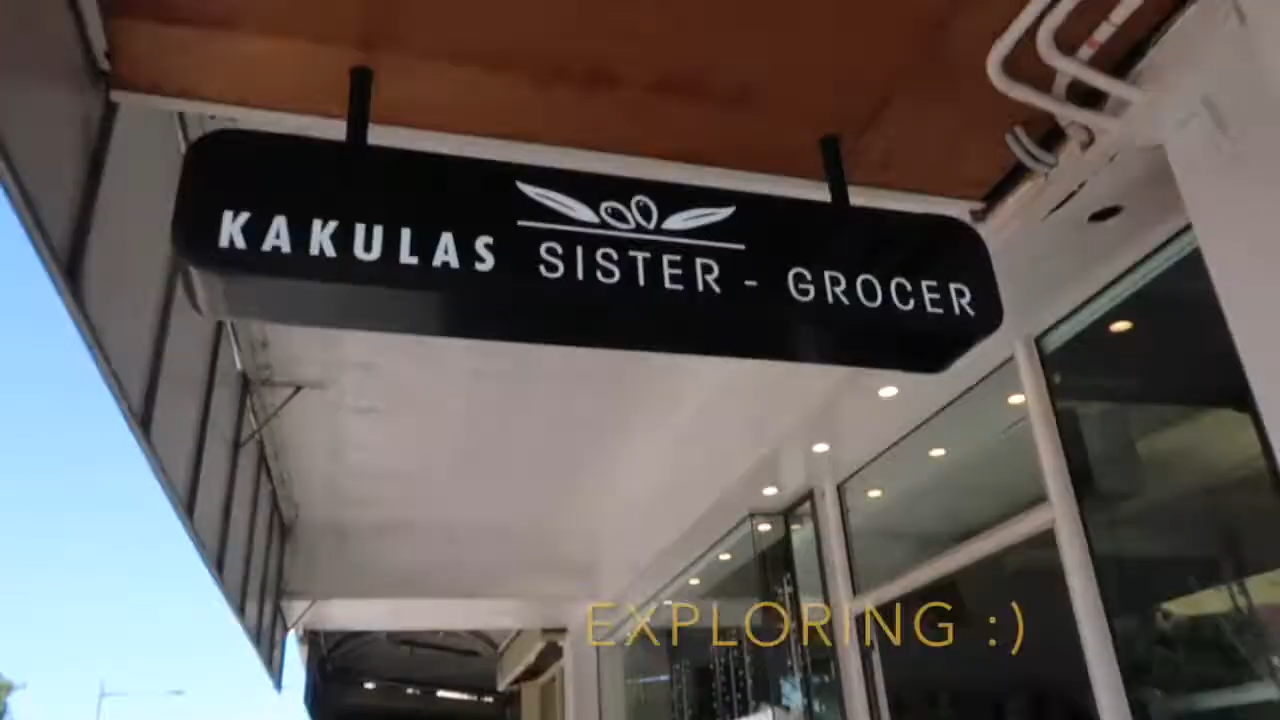 KAKULAS SISTER - GROCER
EXPLORING :)